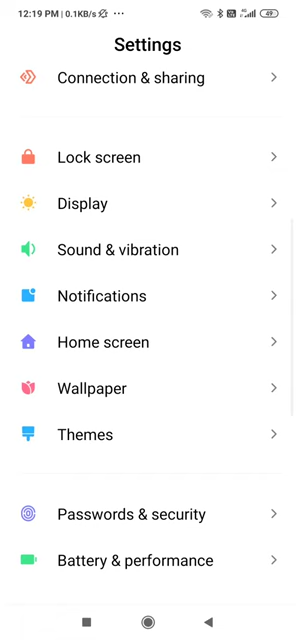 12:19 PM | 0.1KB/s ...
4G
49
Settings
Connection & sharing
Lock screen
Display
Sound & vibration
Notifications
Home screen
Wallpaper
Themes
Passwords & security
Battery & performance